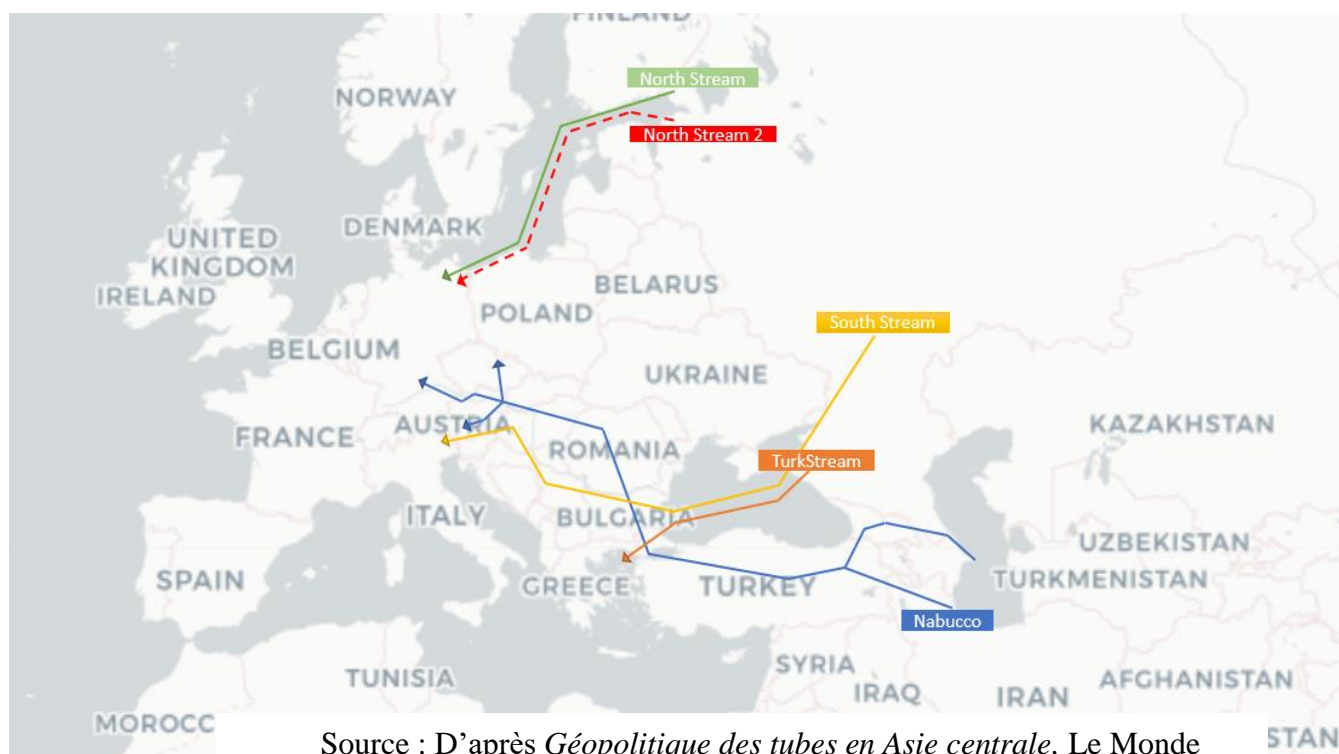 FINLAND
North Stream
NORWAY
North Stream 2
DENMARK
UNITED
KINGDOM
IRELAND
BELARUS
POLAND
South Stream
BELGIUM
UKRAINE
AUSTRIA
KAZAKHSTAN
FRANCE
ROMANIA
TurkStream
ITALY
BULGARIA
UZBEKISTAN
SPAIN
GREECE
TURKEY
TURKMENISTAN
Nabucco
SYRIA
TUNISIA
IRAQ
IRAN
AFGHANISTAN
MOROCC
STAN
Source : D'après Géopolitique des tubes en Asie centrale, Le Monde